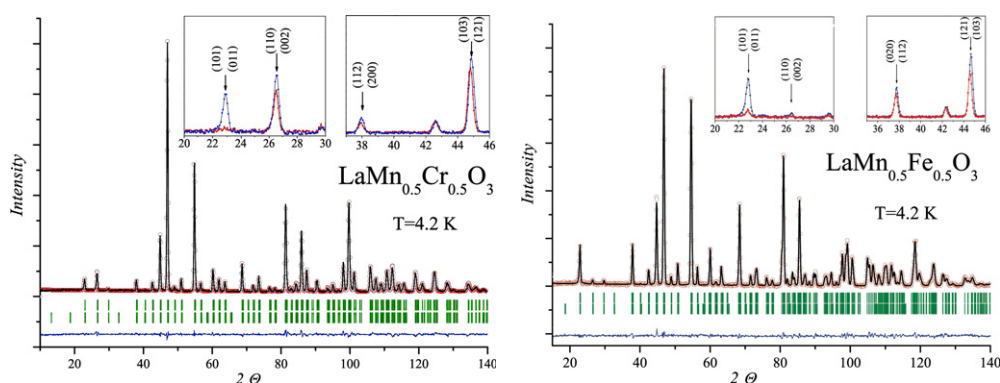 (101)
(011)
(110)
(002)
20 22 24 26 28 30
(112)
(200)
(103)
(121)
38 40 42 44 46
Intensity
LaMn0.5Cr0.5O3
T=4.2 K
20 40 60 80 100 120 140
2 Θ
(101)
(011)
(110)
(002)
20 22 24 26 28 30
(020)
(112)
(121)
(103)
36 38 40 42 44 46
Intensity
LaMn0.5Fe0.5O3
T=4.2 K
20 40 60 80 100 120 140
2 Θ